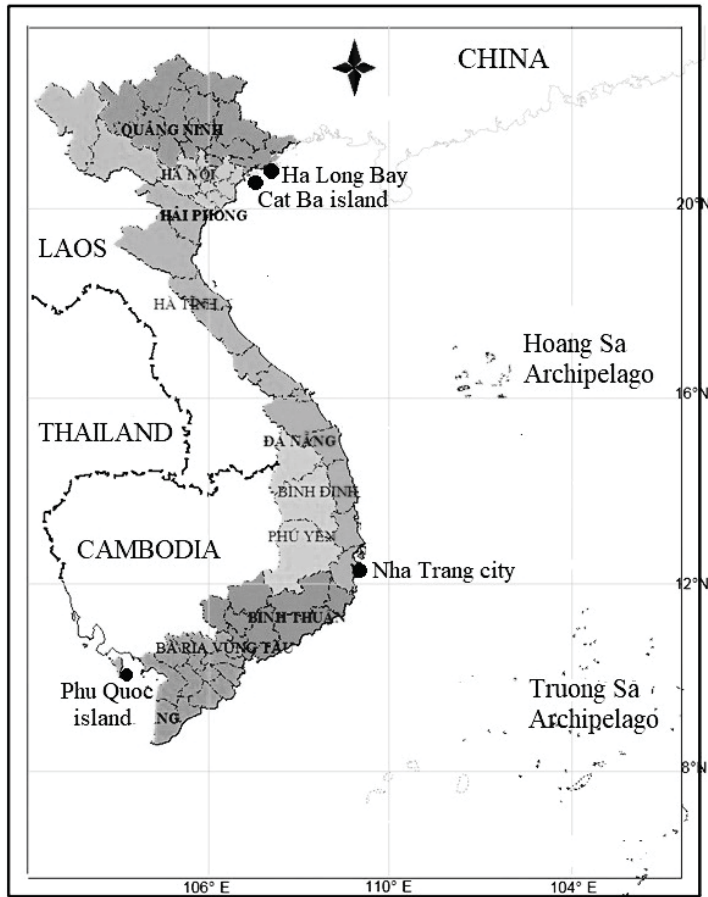 CHINA
QUẢNG NINH
HÀ NỘI
Ha Long Bay
Cat Ba island
HẢI PHÒNG
20°N
LAOS
HÀ TĨNH
Hoang Sa
Archipelago
16°N
THAILAND
ĐÀ NẴNG
BÌNH ĐỊNH
PHÚ YÊN
CAMBODIA
Nha Trang city
12°N
BÌNH THUẬN
BÀ RỊA VŨNG TÀU
Phu Quoc
island
NG
Truong Sa
Archipelago
8°N
106° E
110° E
104° E